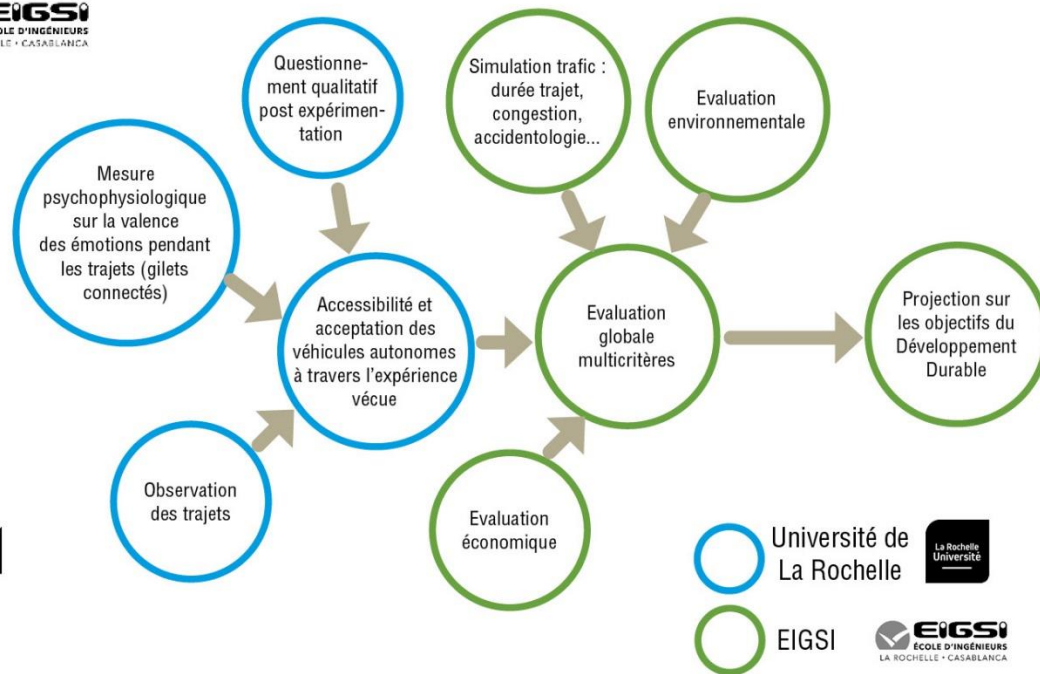 EIGSI
ÉCOLE D'INGÉNIEURS
CASABLANCA
Questionne-
ment qualitatif
post expérimen-
tation
Simulation trafic :
durée trajet,
congestion,
accidentologie...
Evaluation
environnementale
Mesure
psychophysiologique
sur la valence
des émotions pendant
les trajets (gilets
connectés)
Accessibilité et
acceptation des
véhicules autonomes
à travers l'expérience
vécue
Evaluation
globale
multicritères
Projection sur
les objectifs du
Développement
Durable
Observation
des trajets
Evaluation
économique
Université de
La Rochelle
La Rochelle
Université
EIGSI
EIGSI
ÉCOLE D'INGÉNIEURS
LA ROCHELLE • CASABLANCA